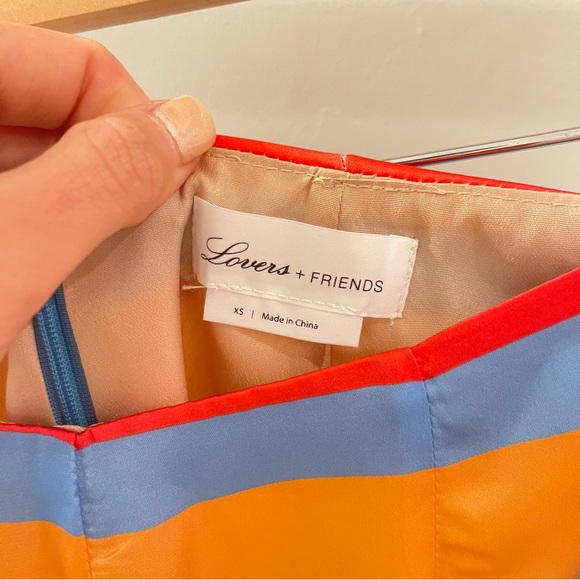 Lovers + FRIENDS
XS | Made in China